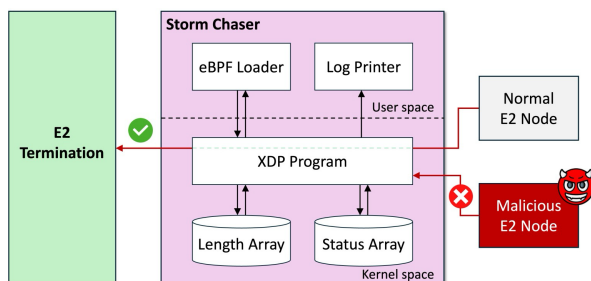 Storm Chaser
eBPF Loader
Log Printer
User space
Normal
E2 Node
E2
Termination
XDP Program
Malicious
E2 Node
Length Array
Status Array
Kernel space